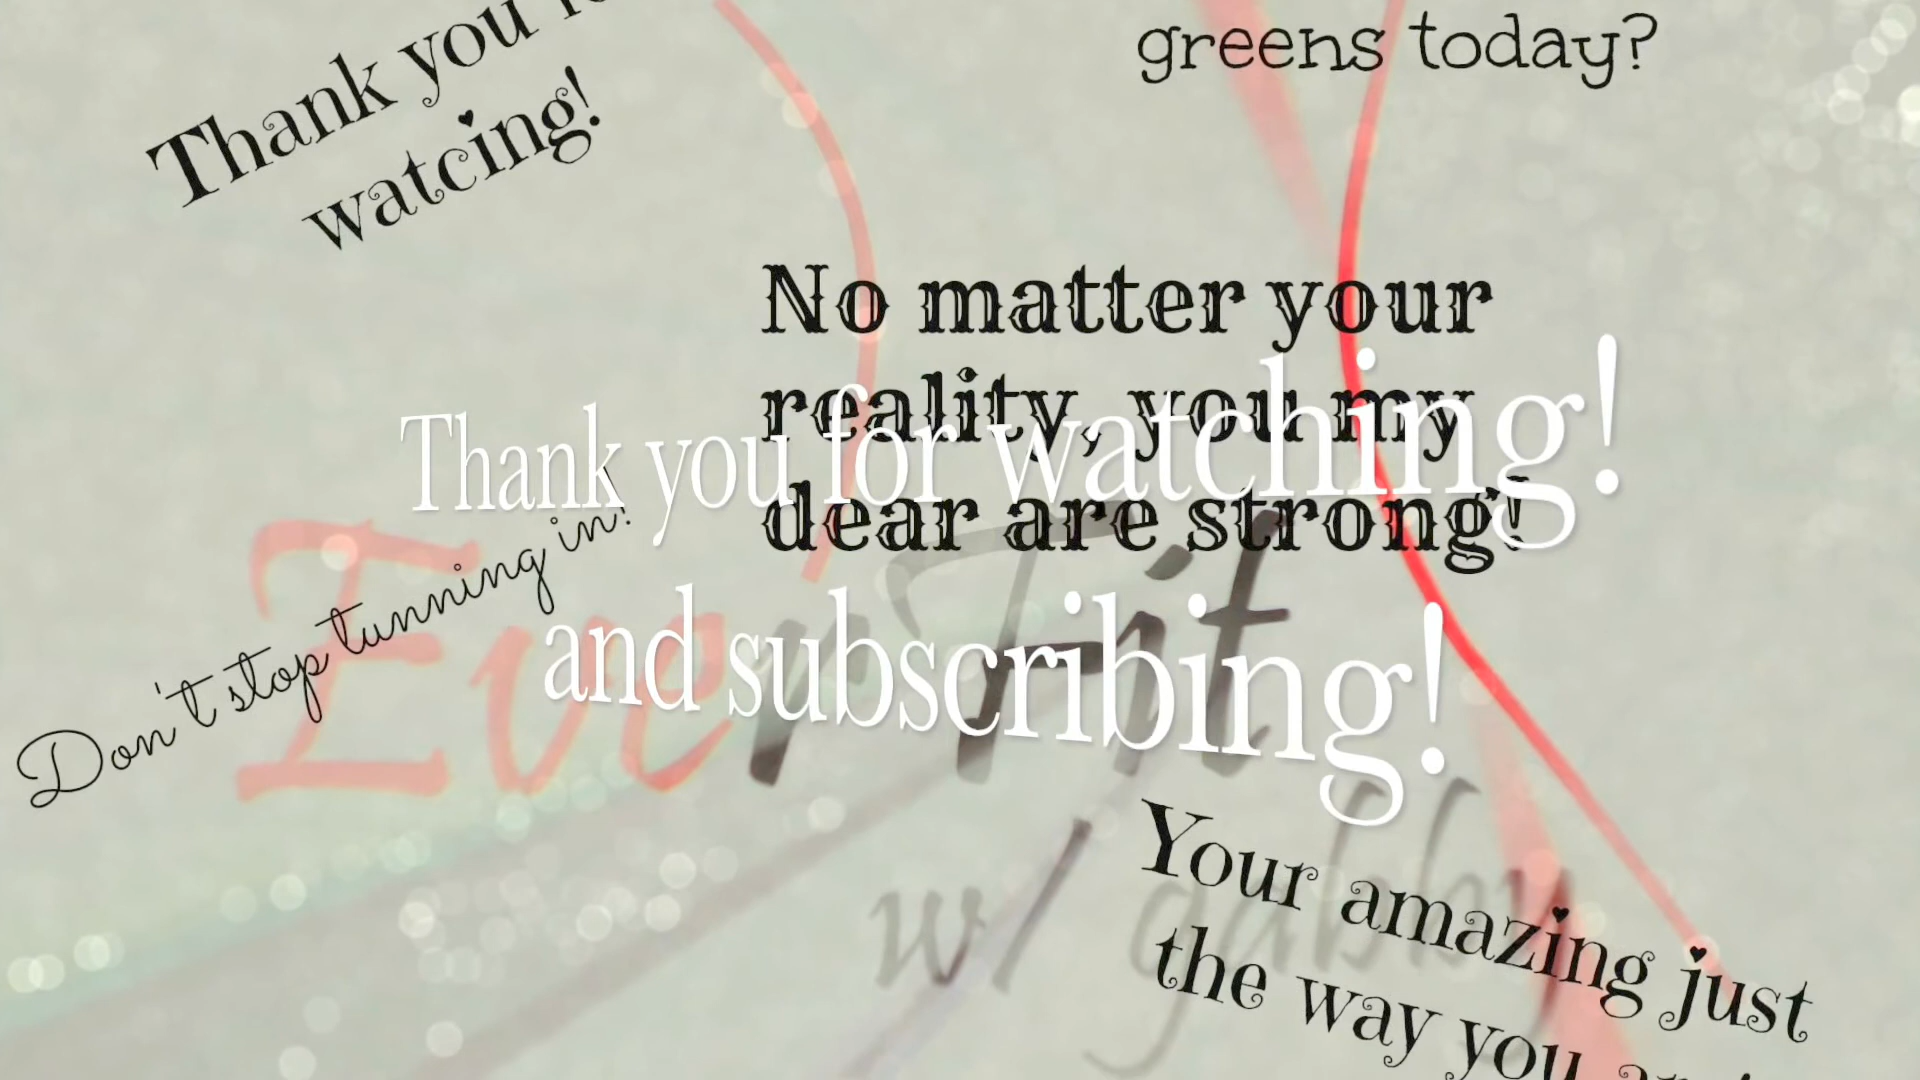 Thank you
watcing!
greens today?
No matter your
reality, you my
dear are strong!
Thank you for watching!
and subscribing!
Don't stop tunning in!
EverFit
w/ gabby
Your amazing just
the way you